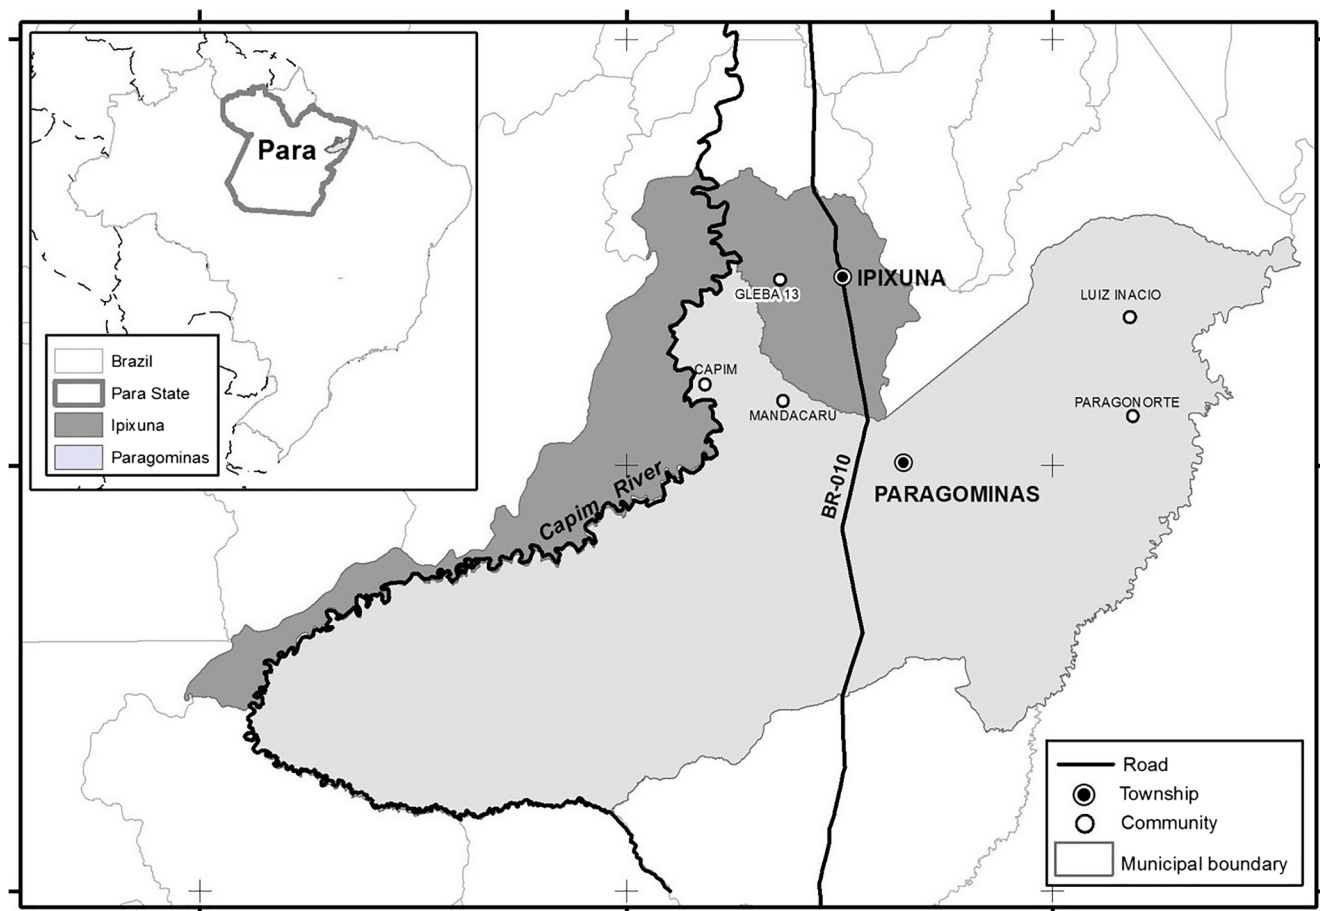 Para
Brazil
Para State
Ipixuna
Paragominas
IPIXUNA
GLEBA 13
LUIZ INACIO
CAPIM
MANDACARU
PARAGONORTE
BR-010
PARAGOMINAS
Capim River
Road
Township
Community
Municipal boundary